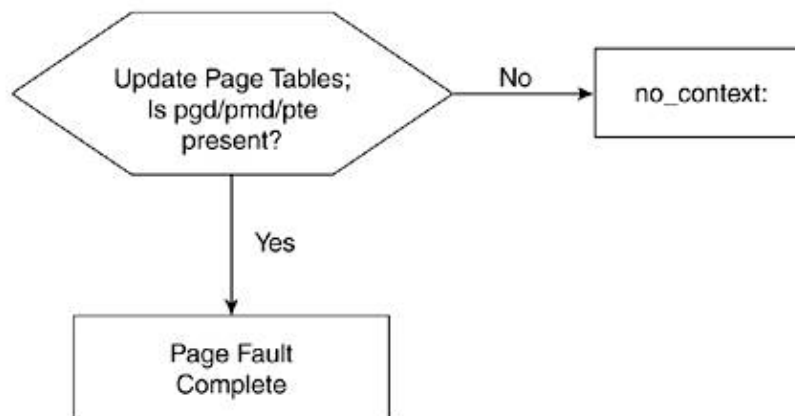 Update Page Tables;
Is pgd/pmd/pte
present?
No
no_context:
Yes
Page Fault
Complete